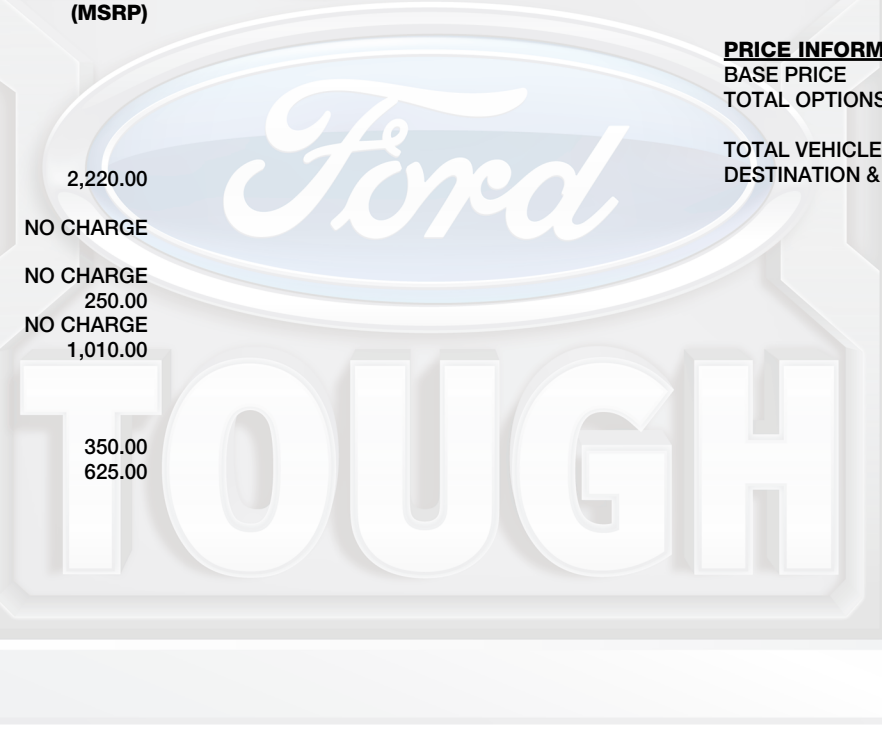 (MSRP)
2,220.00
NO CHARGE
NO CHARGE
250.00
NO CHARGE
1,010.00
350.00
625.00
PRICE INFORM
BASE PRICE
TOTAL OPTIONS
TOTAL VEHICLE
DESTINATION &
Ford
TOUGH